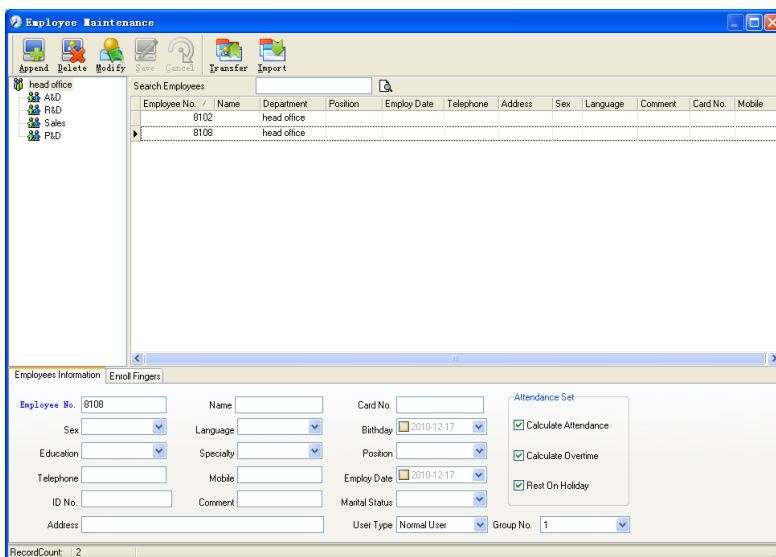 Employee Maintenance
Append Delete Modify Save Cancel Transfer Import
head office
A&D
R&D
Sales
P&D
Search Employees
Employee No. Name Department Position Employ Date Telephone Address Sex Language Comment Card No. Mobile
8102 head office
8108 head office
Employees Information Enroll Fingers
Employee No. 8108 Name Card No. Attendance Set
Sex Language Birthday 2010-12-17 Calculate Attendance
Education Specialty Position Calculate Overtime
Telephone Mobile Employ Date 2010-12-17 Rest On Holiday
ID No. Comment Marital Status
Address User Type Normal User Group No. 1
RecordCount: 2